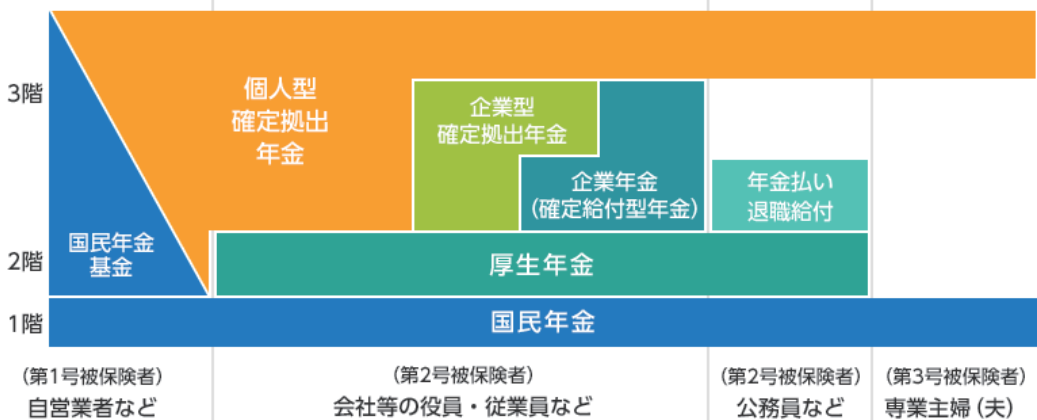 3階
個人型
確定拠出
年金
企業型
確定拠出年金
企業年金
(確定給付型年金)
年金払い
退職給付
国民年金
基金
2階
厚生年金
1階
国民年金
(第1号被保険者)
自営業者など
(第2号被保険者)
会社等の役員・従業員など
(第2号被保険者)
公務員など
(第3号被保険者)
専業主婦(夫)